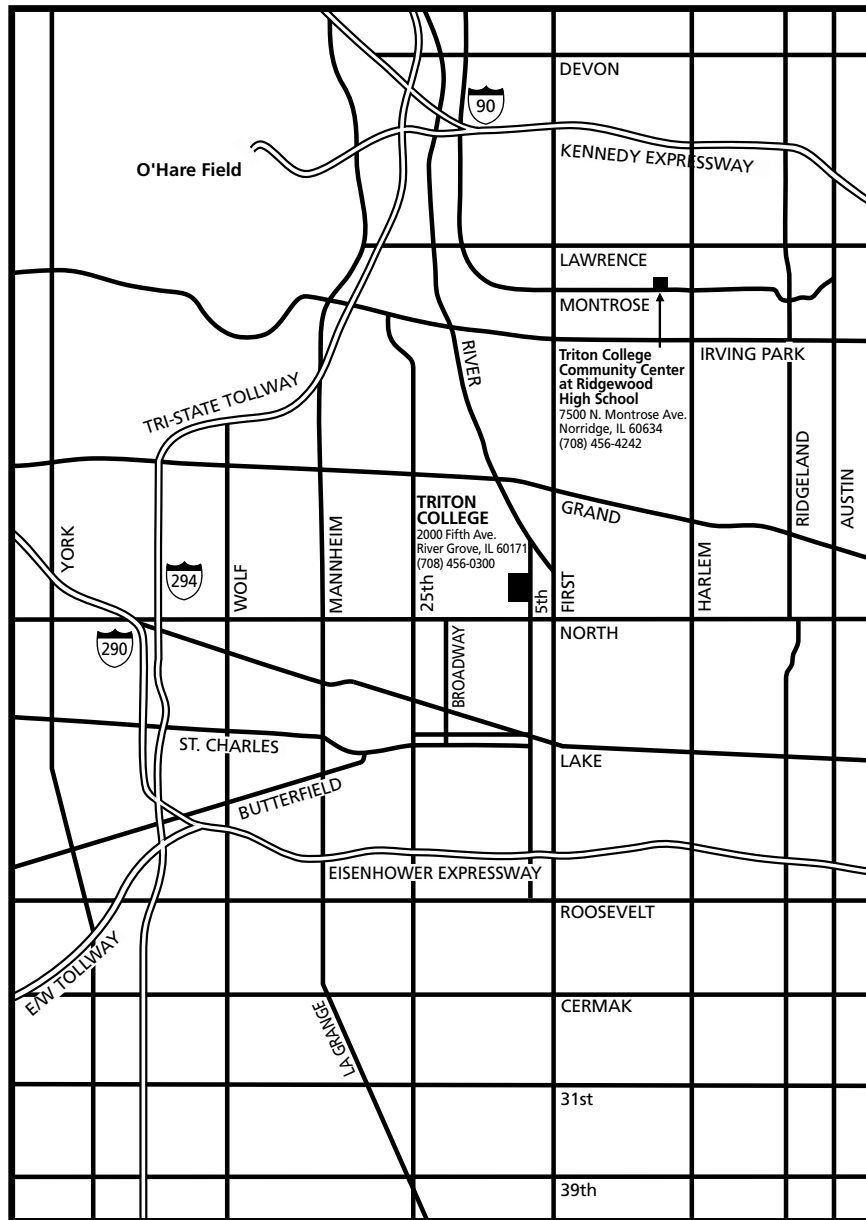 DEVON
90
KENNEDY EXPRESSWAY
O'Hare Field
LAWRENCE
MONTROSE
RIVER
Triton College
Community Center
at Ridgewood
High School
7500 N. Montrose Ave.
Norridge, IL 60634
(708) 456-4242
IRVING PARK
TRI-STATE TOLLWAY
YORK
294
WOLF
MANNHEIM
TRITON
COLLEGE
2000 Fifth Ave.
River Grove, IL 60171
(708) 456-0300
25th
5th
FIRST
GRAND
HARLEM
RIDGELAND
AUSTIN
290
NORTH
BROADWAY
ST. CHARLES
LAKE
BUTTERFIELD
EISENHOWER EXPRESSWAY
ROOSEVELT
E/W TOLLWAY
LA GRANGE
CERMAK
31st
39th